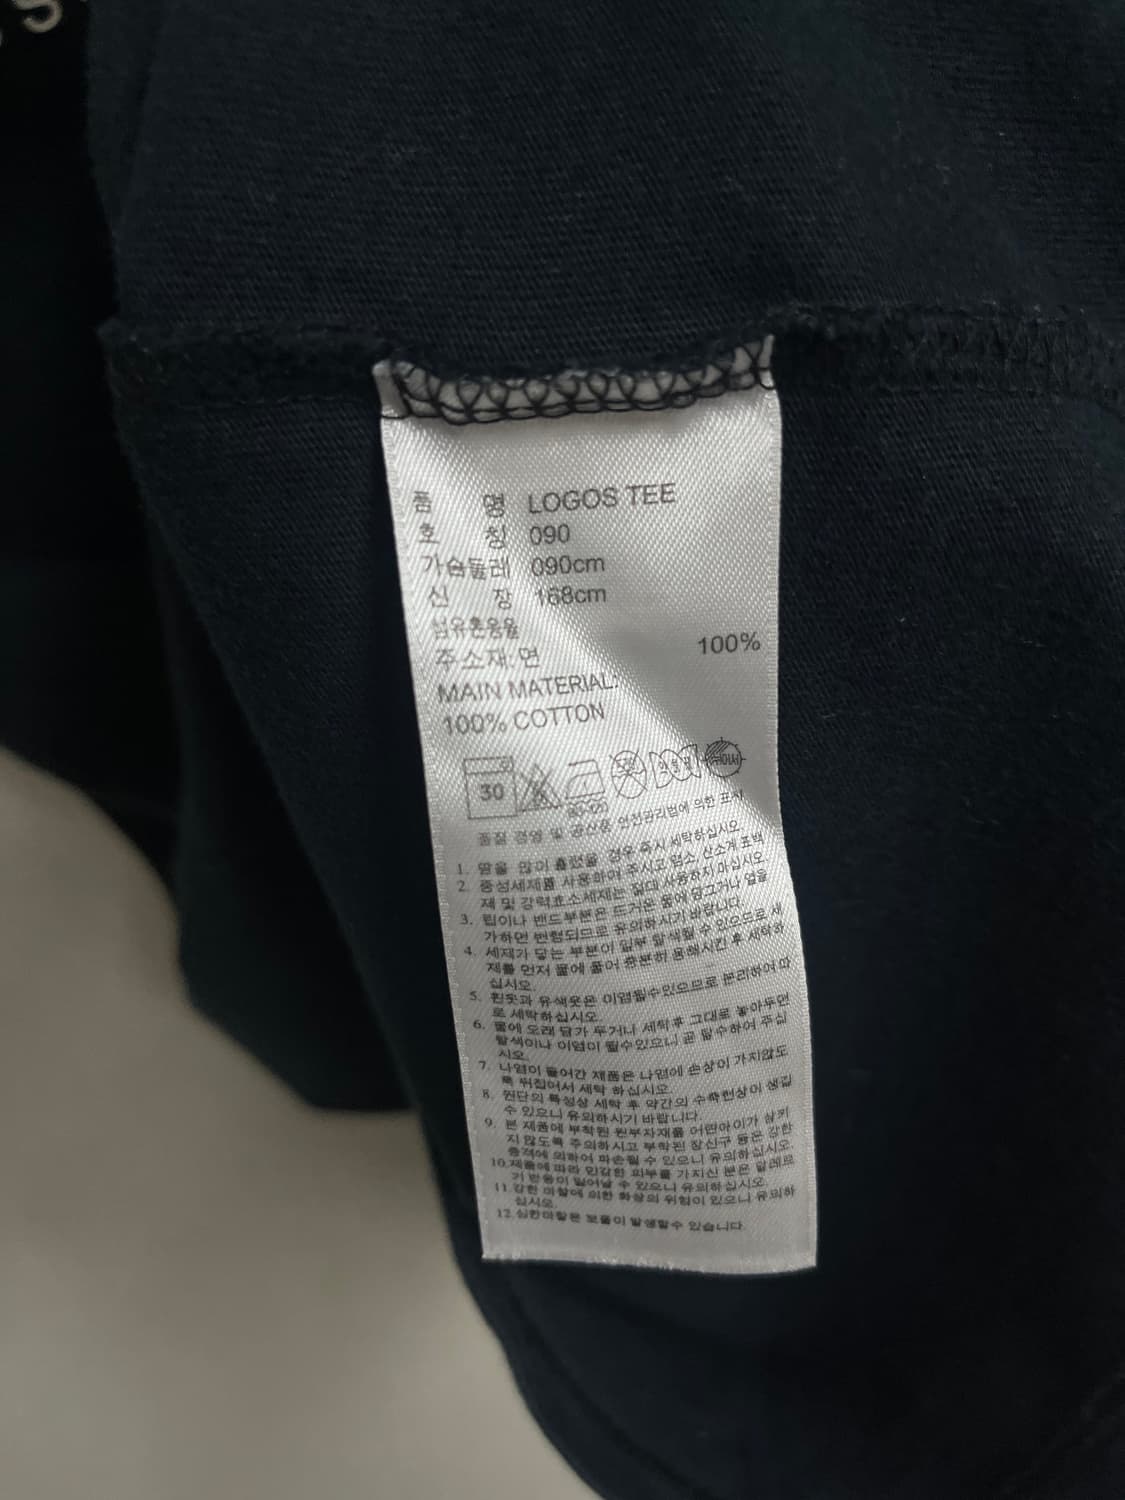 S
품 명 LOGOS TEE
호 칭 090
가슴둘레 090cm
신 장 168cm
섬유혼용율
주소재:면 100%
MAIN MATERIAL:
100% COTTON
30
품질 경영 및 공산품 안전관리법에 의한 표시
1. 땀을 많이 흘렸을 경우 즉시 세탁하십시오.
2. 중성세제를 사용하여 주시고 염소, 산소계 표백
제 및 강력효소세제는 절대 사용하지 마십시오.
3. 립이나 밴드부분은 뜨거운 물에 담그거나 열을
가하면 변형되므로 유의하시기 바랍니다.
4. 세제가 닿는 부분이 일부 탈색될 수 있으므로 세
제를 먼저 물에 풀어 충분히 용해시킨 후 세탁하
십시오.
5. 흰옷과 유색옷은 이염될수있으므로 분리하여 따
로 세탁하십시오.
6. 물에 오래 담가 두거나 세탁후 그대로 놓아두면
탈색이나 이염이 될수있으니 곧 탈수하여 주십
시오.
7. 나염이 들어간 제품은 나염에 손상이 가지않도
록 뒤집어서 세탁 하십시오.
8. 원단의 특성상 세탁 후 약간의 수축현상이 생길
수 있으니 유의하시기 바랍니다.
9. 본 제품에 부착된 원부자재를 어린아이가 삼키
지 않도록 주의하시고 부착된 장신구 등은 강한
충격에 의하여 파손될 수 있으니 유의하십시오.
10.제품에 따라 민감한 피부를 가지신 분은 알레르
기 반응이 일어날 수 있으니 유의하십시오.
11.강한 마찰에 의한 화상의 위험이 있으니 유의하
십시오.
12.심한마찰은 보풀이 발생할수 있습니다.